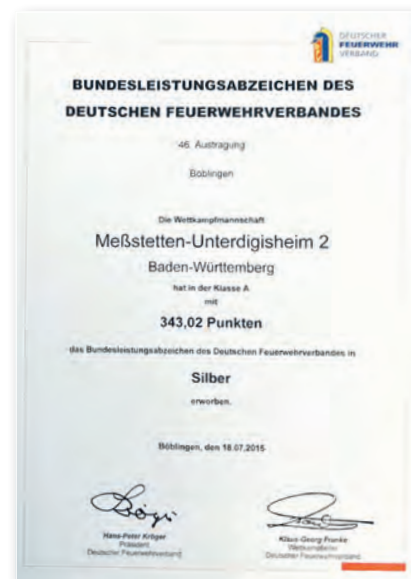 DEUTSCHER
FEUERWEHR
VERBAND
BUNDESLEISTUNGSABZEICHEN DES
DEUTSCHEN FEUERWEHRVERBANDES
46. Austragung
Böblingen
Die Wettkampfmannschaft
Meßstetten-Unterdigisheim 2
Baden-Württemberg
hat in der Klasse A
mit
343,02 Punkten
das Bundesleistungsabzeichen des Deutschen Feuerwehrverbandes in
Silber
erworben.
Böblingen, den 18.07.2015
Hans-Peter Kröger
Präsident
Deutscher Feuerwehrverband
Klaus-Georg Franke
Wettkampfleiter
Deutscher Feuerwehrverband